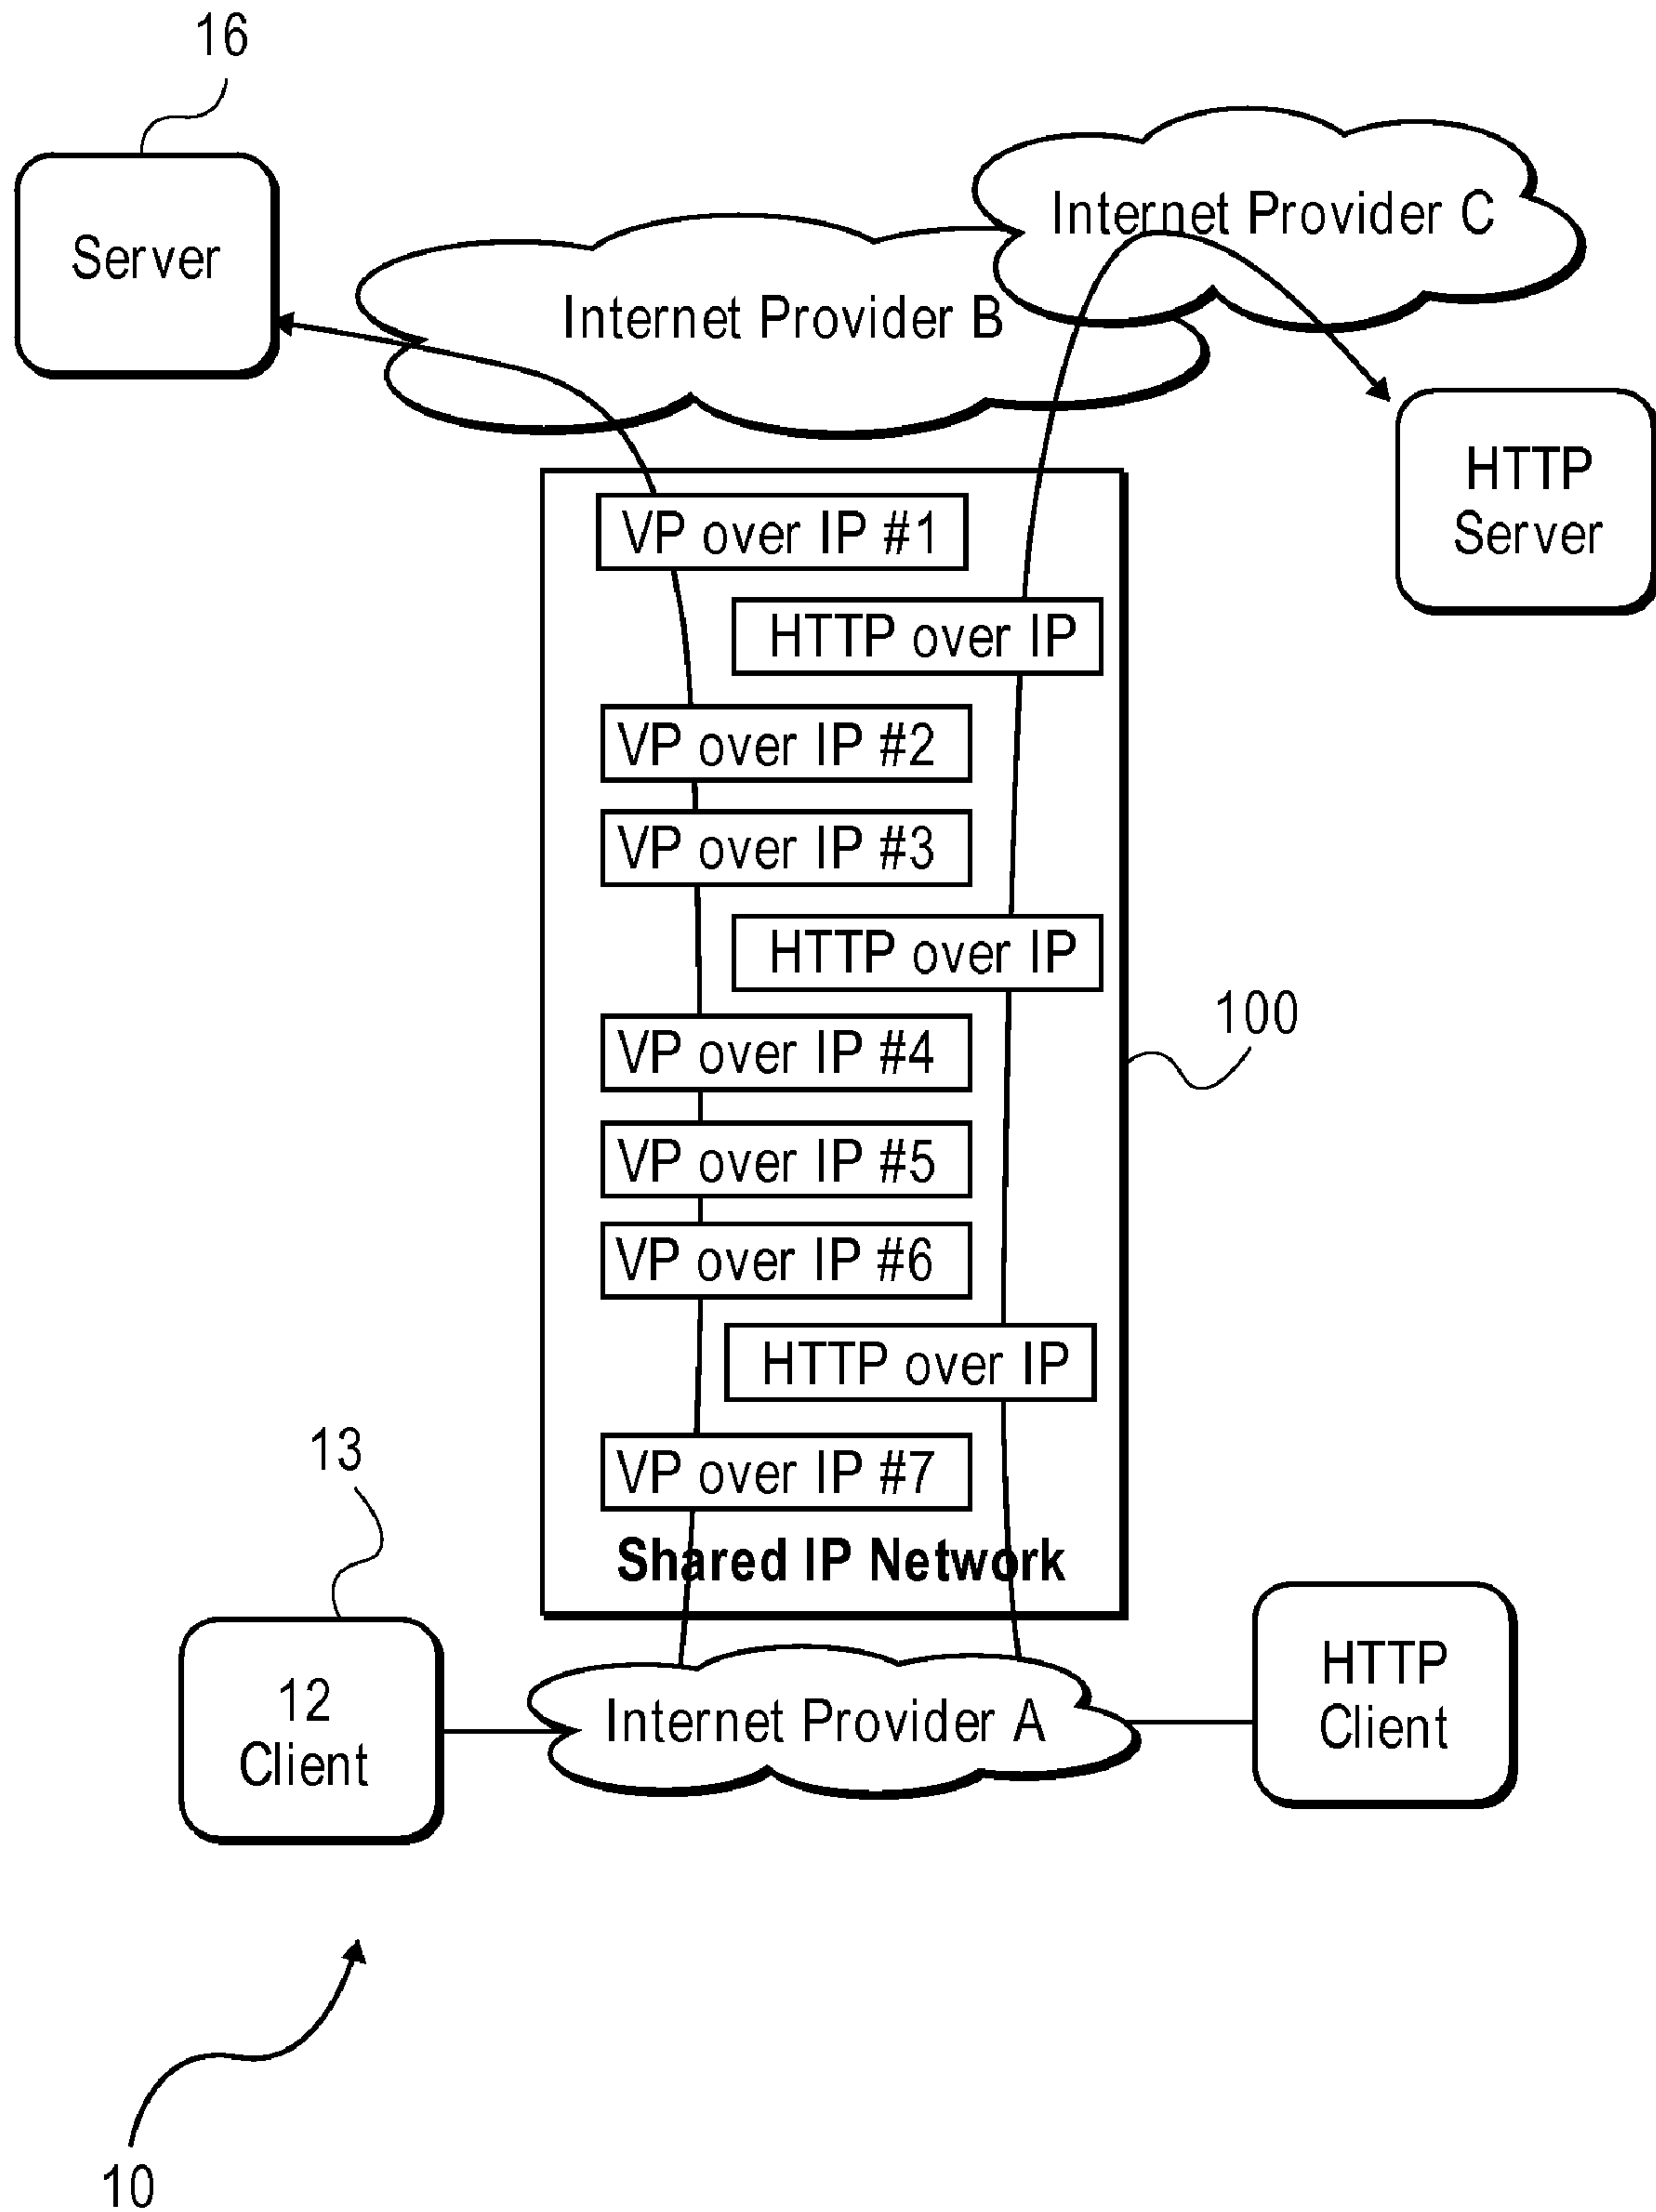 16
Server
Internet Provider C
Internet Provider B
HTTP
Server
VP over IP #1
HTTP over IP
VP over IP #2
VP over IP #3
HTTP over IP
100
VP over IP #4
VP over IP #5
VP over IP #6
HTTP over IP
13
VP over IP #7
Shared IP Network
12
Client
Internet Provider A
HTTP
Client
10